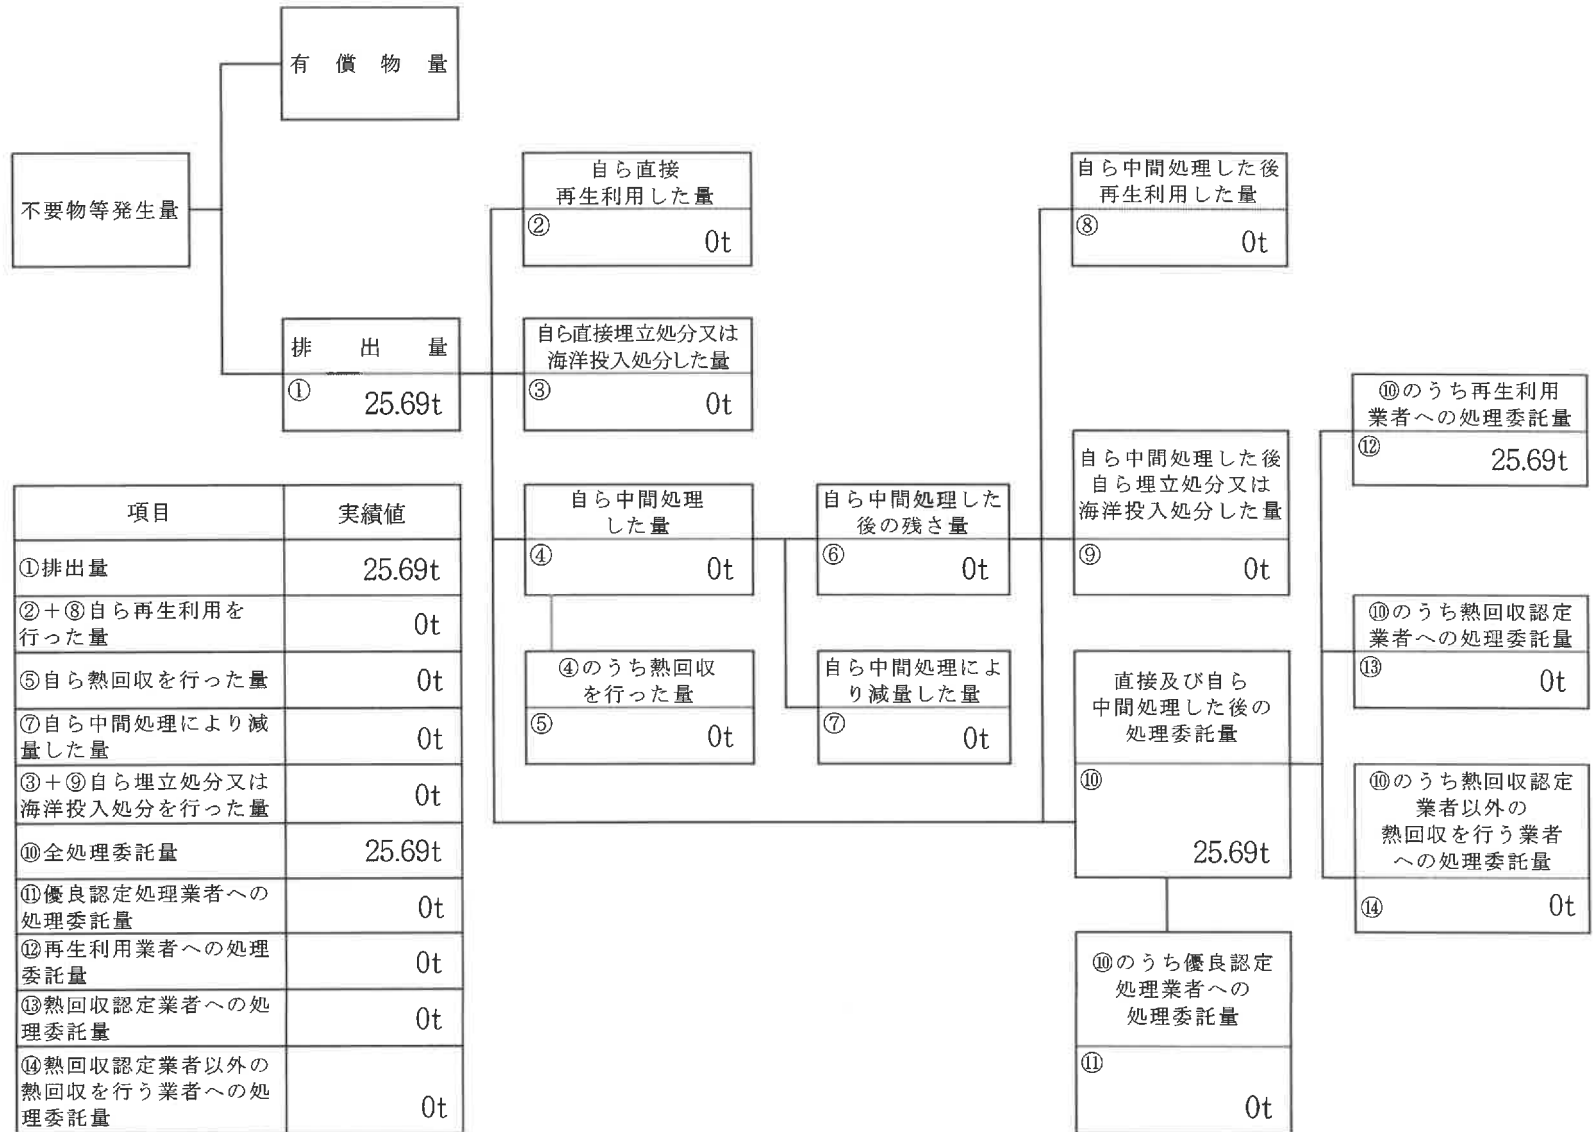 有償物量
不要物等発生量
排出量
① 25.69t
自ら直接
再生利用した量
② 0t
自ら直接埋立処分又は
海洋投入処分した量
③ 0t
自ら中間処理
した量
④ 0t
④のうち熱回収
を行った量
⑤ 0t
自ら中間処理した
後の残さ量
⑥ 0t
自ら中間処理によ
り減量した量
⑦ 0t
自ら中間処理した後
再生利用した量
⑧ 0t
自ら中間処理した後
自ら埋立処分又は
海洋投入処分した量
⑨ 0t
直接及び自ら
中間処理した後の
処理委託量
⑩
25.69t
⑩のうち優良認定
処理業者への
処理委託量
⑪
0t
⑩のうち再生利用
業者への処理委託量
⑫ 25.69t
⑩のうち熱回収認定
業者への処理委託量
⑬ 0t
⑩のうち熱回収認定
業者以外の
熱回収を行う業者
への処理委託量
⑭ 0t
項目 実績値
①排出量 25.69t
②+⑧自ら再生利用を
行った量 0t
⑤自ら熱回収を行った量 0t
⑦自ら中間処理により減
量した量 0t
③+⑨自ら埋立処分又は
海洋投入処分を行った量 0t
⑩全処理委託量 25.69t
⑪優良認定処理業者への
処理委託量 0t
⑫再生利用業者への処理
委託量 0t
⑬熱回収認定業者への処
理委託量 0t
⑭熱回収認定業者以外の
熱回収を行う業者への処
理委託量 0t